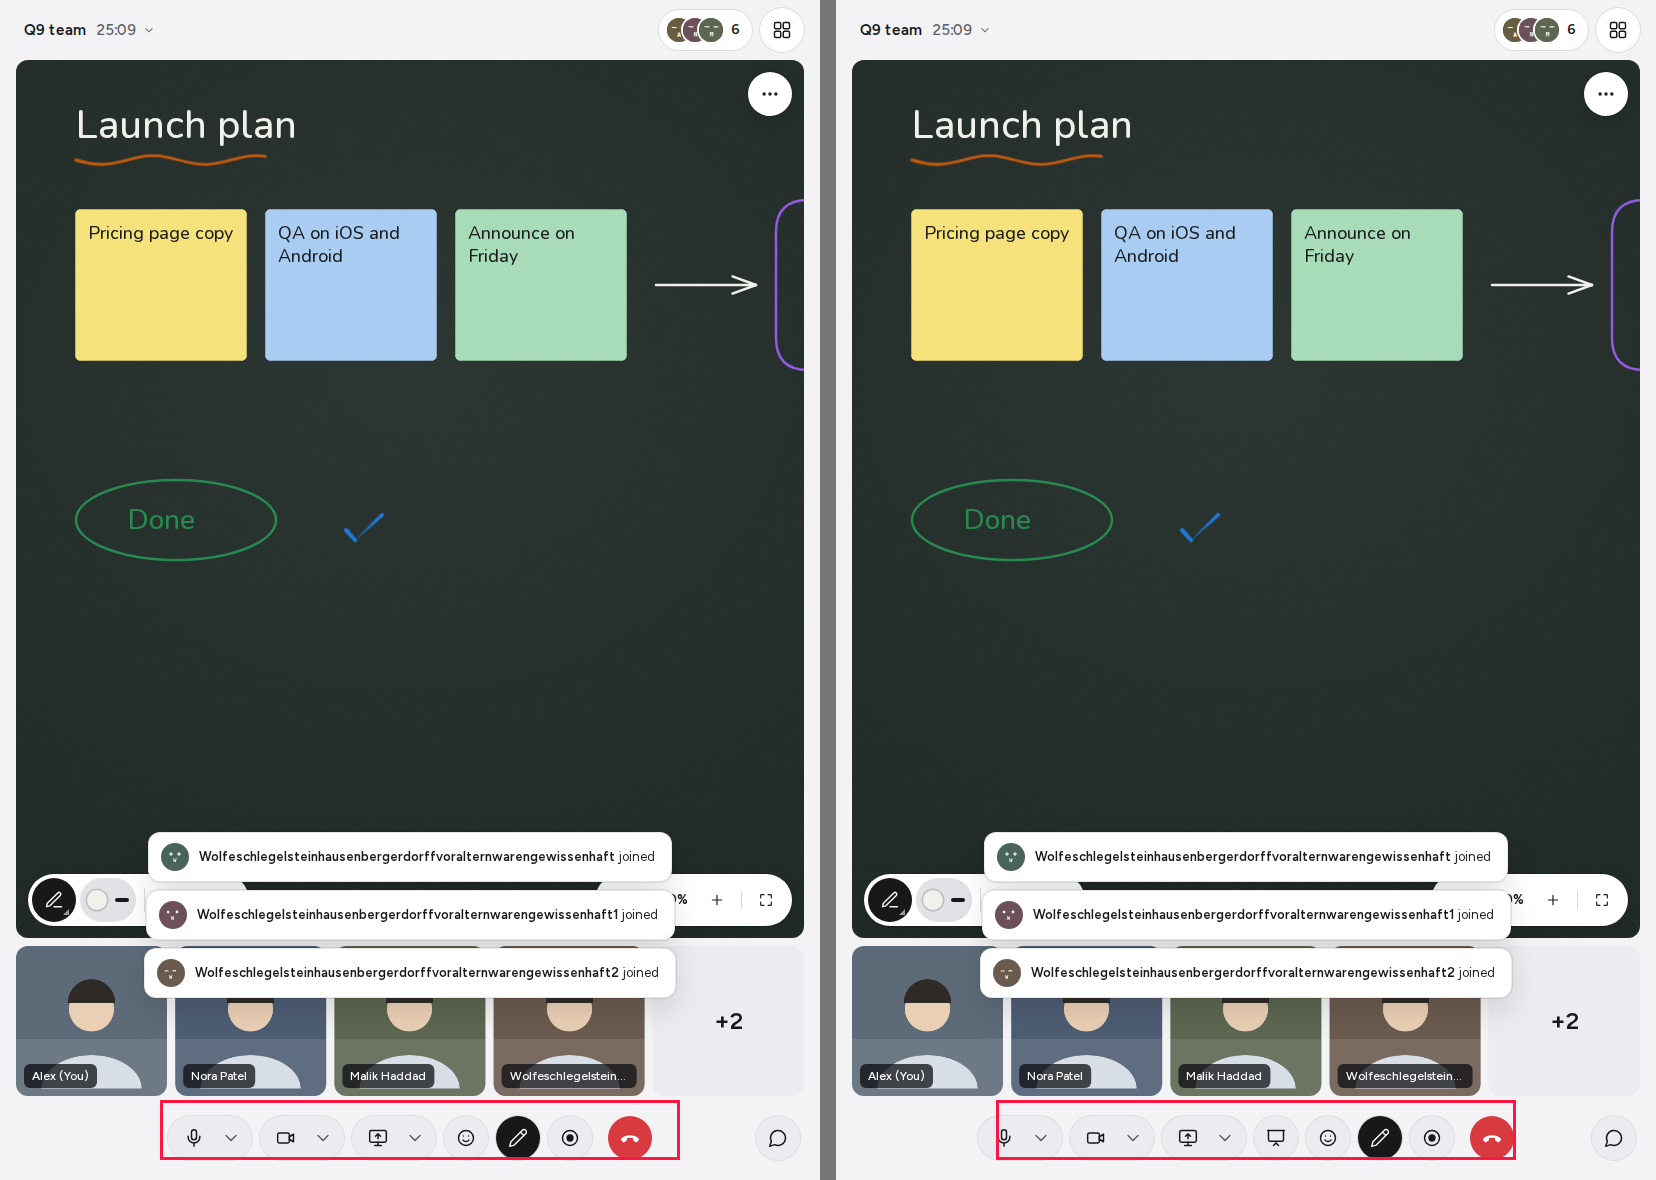 Q9 team 25:09
6
Launch plan
Pricing page copy
QA on iOS and
Android
Announce on
Friday
Done
Wolfeschlegelsteinhausenbergerdorffvoralternwarengewissenhaft joined
Wolfeschlegelsteinhausenbergerdorffvoralternwarengewissenhaft1 joined
Wolfeschlegelsteinhausenbergerdorffvoralternwarengewissenhaft2 joined
Alex (You)
Nora Patel
Malik Haddad
Wolfeschlegelstein...
+2
Q9 team 25:09
6
Launch plan
Pricing page copy
QA on iOS and
Android
Announce on
Friday
Done
Wolfeschlegelsteinhausenbergerdorffvoralternwarengewissenhaft joined
Wolfeschlegelsteinhausenbergerdorffvoralternwarengewissenhaft1 joined
Wolfeschlegelsteinhausenbergerdorffvoralternwarengewissenhaft2 joined
Alex (You)
Nora Patel
Malik Haddad
Wolfeschlegelstein...
+2